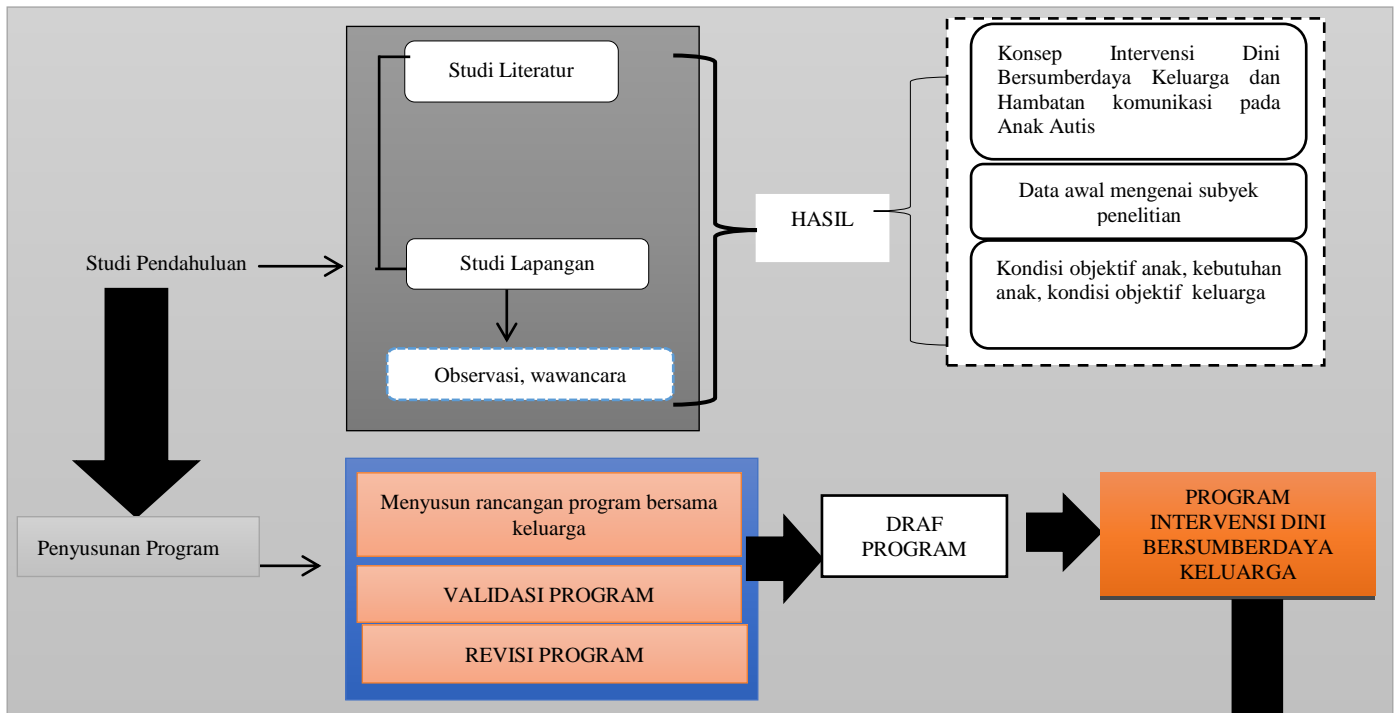 Studi Literatur
Konsep Intervensi Dini
Bersumberdaya Keluarga dan
Hambatan komunikasi pada
Anak Autis
Data awal mengenai subyek
penelitian
HASIL
Studi Pendahuluan
Studi Lapangan
Kondisi objektif anak, kebutuhan
anak, kondisi objektif keluarga
Observasi, wawancara
Penyusunan Program
Menyusun rancangan program bersama
keluarga
VALIDASI PROGRAM
REVISI PROGRAM
DRAF
PROGRAM
PROGRAM
INTERVENSI DINI
BERSUMBERDAYA
KELUARGA